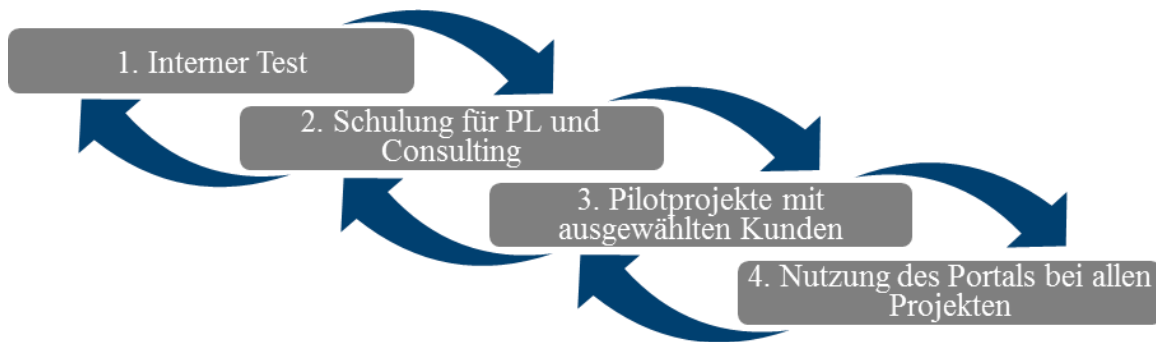 1. Interner Test
2. Schulung für PL und
Consulting
3. Pilotprojekte mit
ausgewählten Kunden
4. Nutzung des Portals bei allen
Projekten